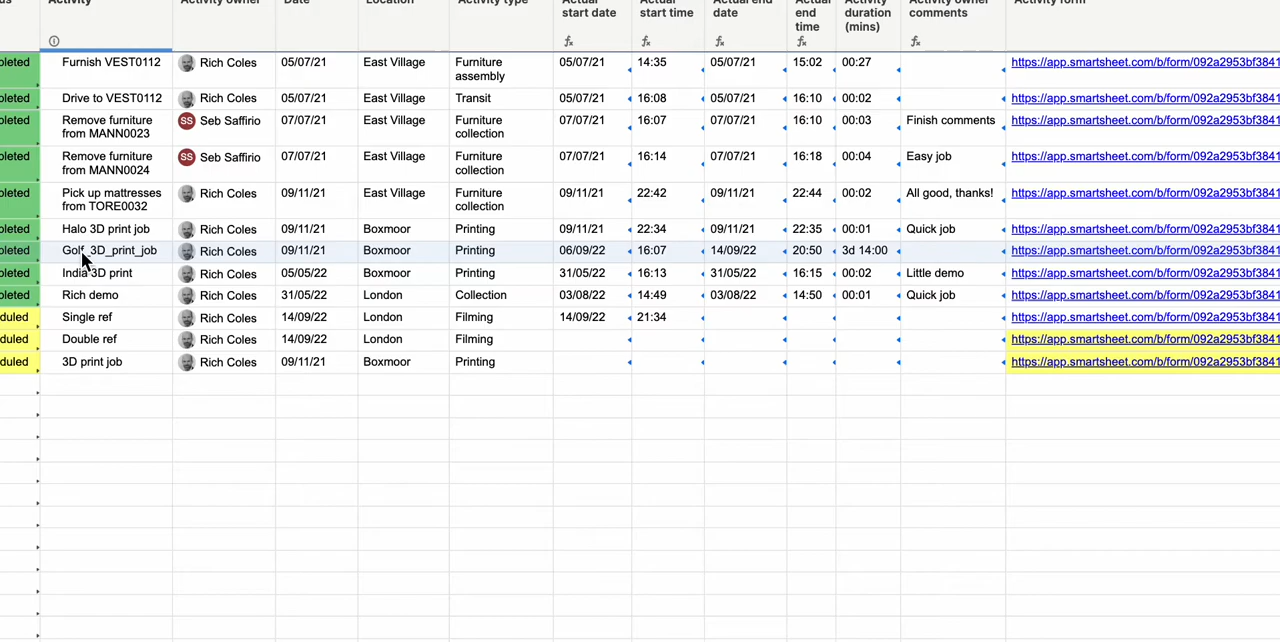 Activity
Activity owner
Date
Location
Activity type
Actual
start date
Actual
start time
Actual end
date
Actual
end
time
Activity
duration
(mins)
Activity owner
comments
Activity form
pleted Furnish VEST0112 Rich Coles 05/07/21 East Village Furniture 05/07/21 14:35 05/07/21 15:02 00:27 https://app.smartsheet.com/b/form/092a2953bf3841
assembly
pleted Drive to VEST0112 Rich Coles 05/07/21 East Village Transit 05/07/21 16:08 05/07/21 16:10 00:02 https://app.smartsheet.com/b/form/092a2953bf3841
pleted Remove furniture SS Seb Saffirio 07/07/21 East Village Furniture 07/07/21 16:07 07/07/21 16:10 00:03 Finish comments https://app.smartsheet.com/b/form/092a2953bf3841
from MANN0023 collection
pleted Remove furniture SS Seb Saffirio 07/07/21 East Village Furniture 07/07/21 16:14 07/07/21 16:18 00:04 Easy job https://app.smartsheet.com/b/form/092a2953bf3841
from MANN0024 collection
pleted Pick up mattresses Rich Coles 09/11/21 East Village Furniture 09/11/21 22:42 09/11/21 22:44 00:02 All good, thanks! https://app.smartsheet.com/b/form/092a2953bf3841
from TORE0032 collection
pleted Halo 3D print job Rich Coles 09/11/21 Boxmoor Printing 09/11/21 22:34 09/11/21 22:35 00:01 Quick job https://app.smartsheet.com/b/form/092a2953bf3841
pleted Golf_3D_print_job Rich Coles 09/11/21 Boxmoor Printing 06/09/22 16:07 14/09/22 20:50 3d 14:00 https://app.smartsheet.com/b/form/092a2953bf3841
pleted India 3D print Rich Coles 05/05/22 Boxmoor Printing 31/05/22 16:13 31/05/22 16:15 00:02 Little demo https://app.smartsheet.com/b/form/092a2953bf3841
pleted Rich demo Rich Coles 31/05/22 London Collection 03/08/22 14:49 03/08/22 14:50 00:01 Quick job https://app.smartsheet.com/b/form/092a2953bf3841
duled Single ref Rich Coles 14/09/22 London Filming 14/09/22 21:34 https://app.smartsheet.com/b/form/092a2953bf3841
duled Double ref Rich Coles 14/09/22 London Filming https://app.smartsheet.com/b/form/092a2953bf3841
duled 3D print job Rich Coles 09/11/21 Boxmoor Printing https://app.smartsheet.com/b/form/092a2953bf3841